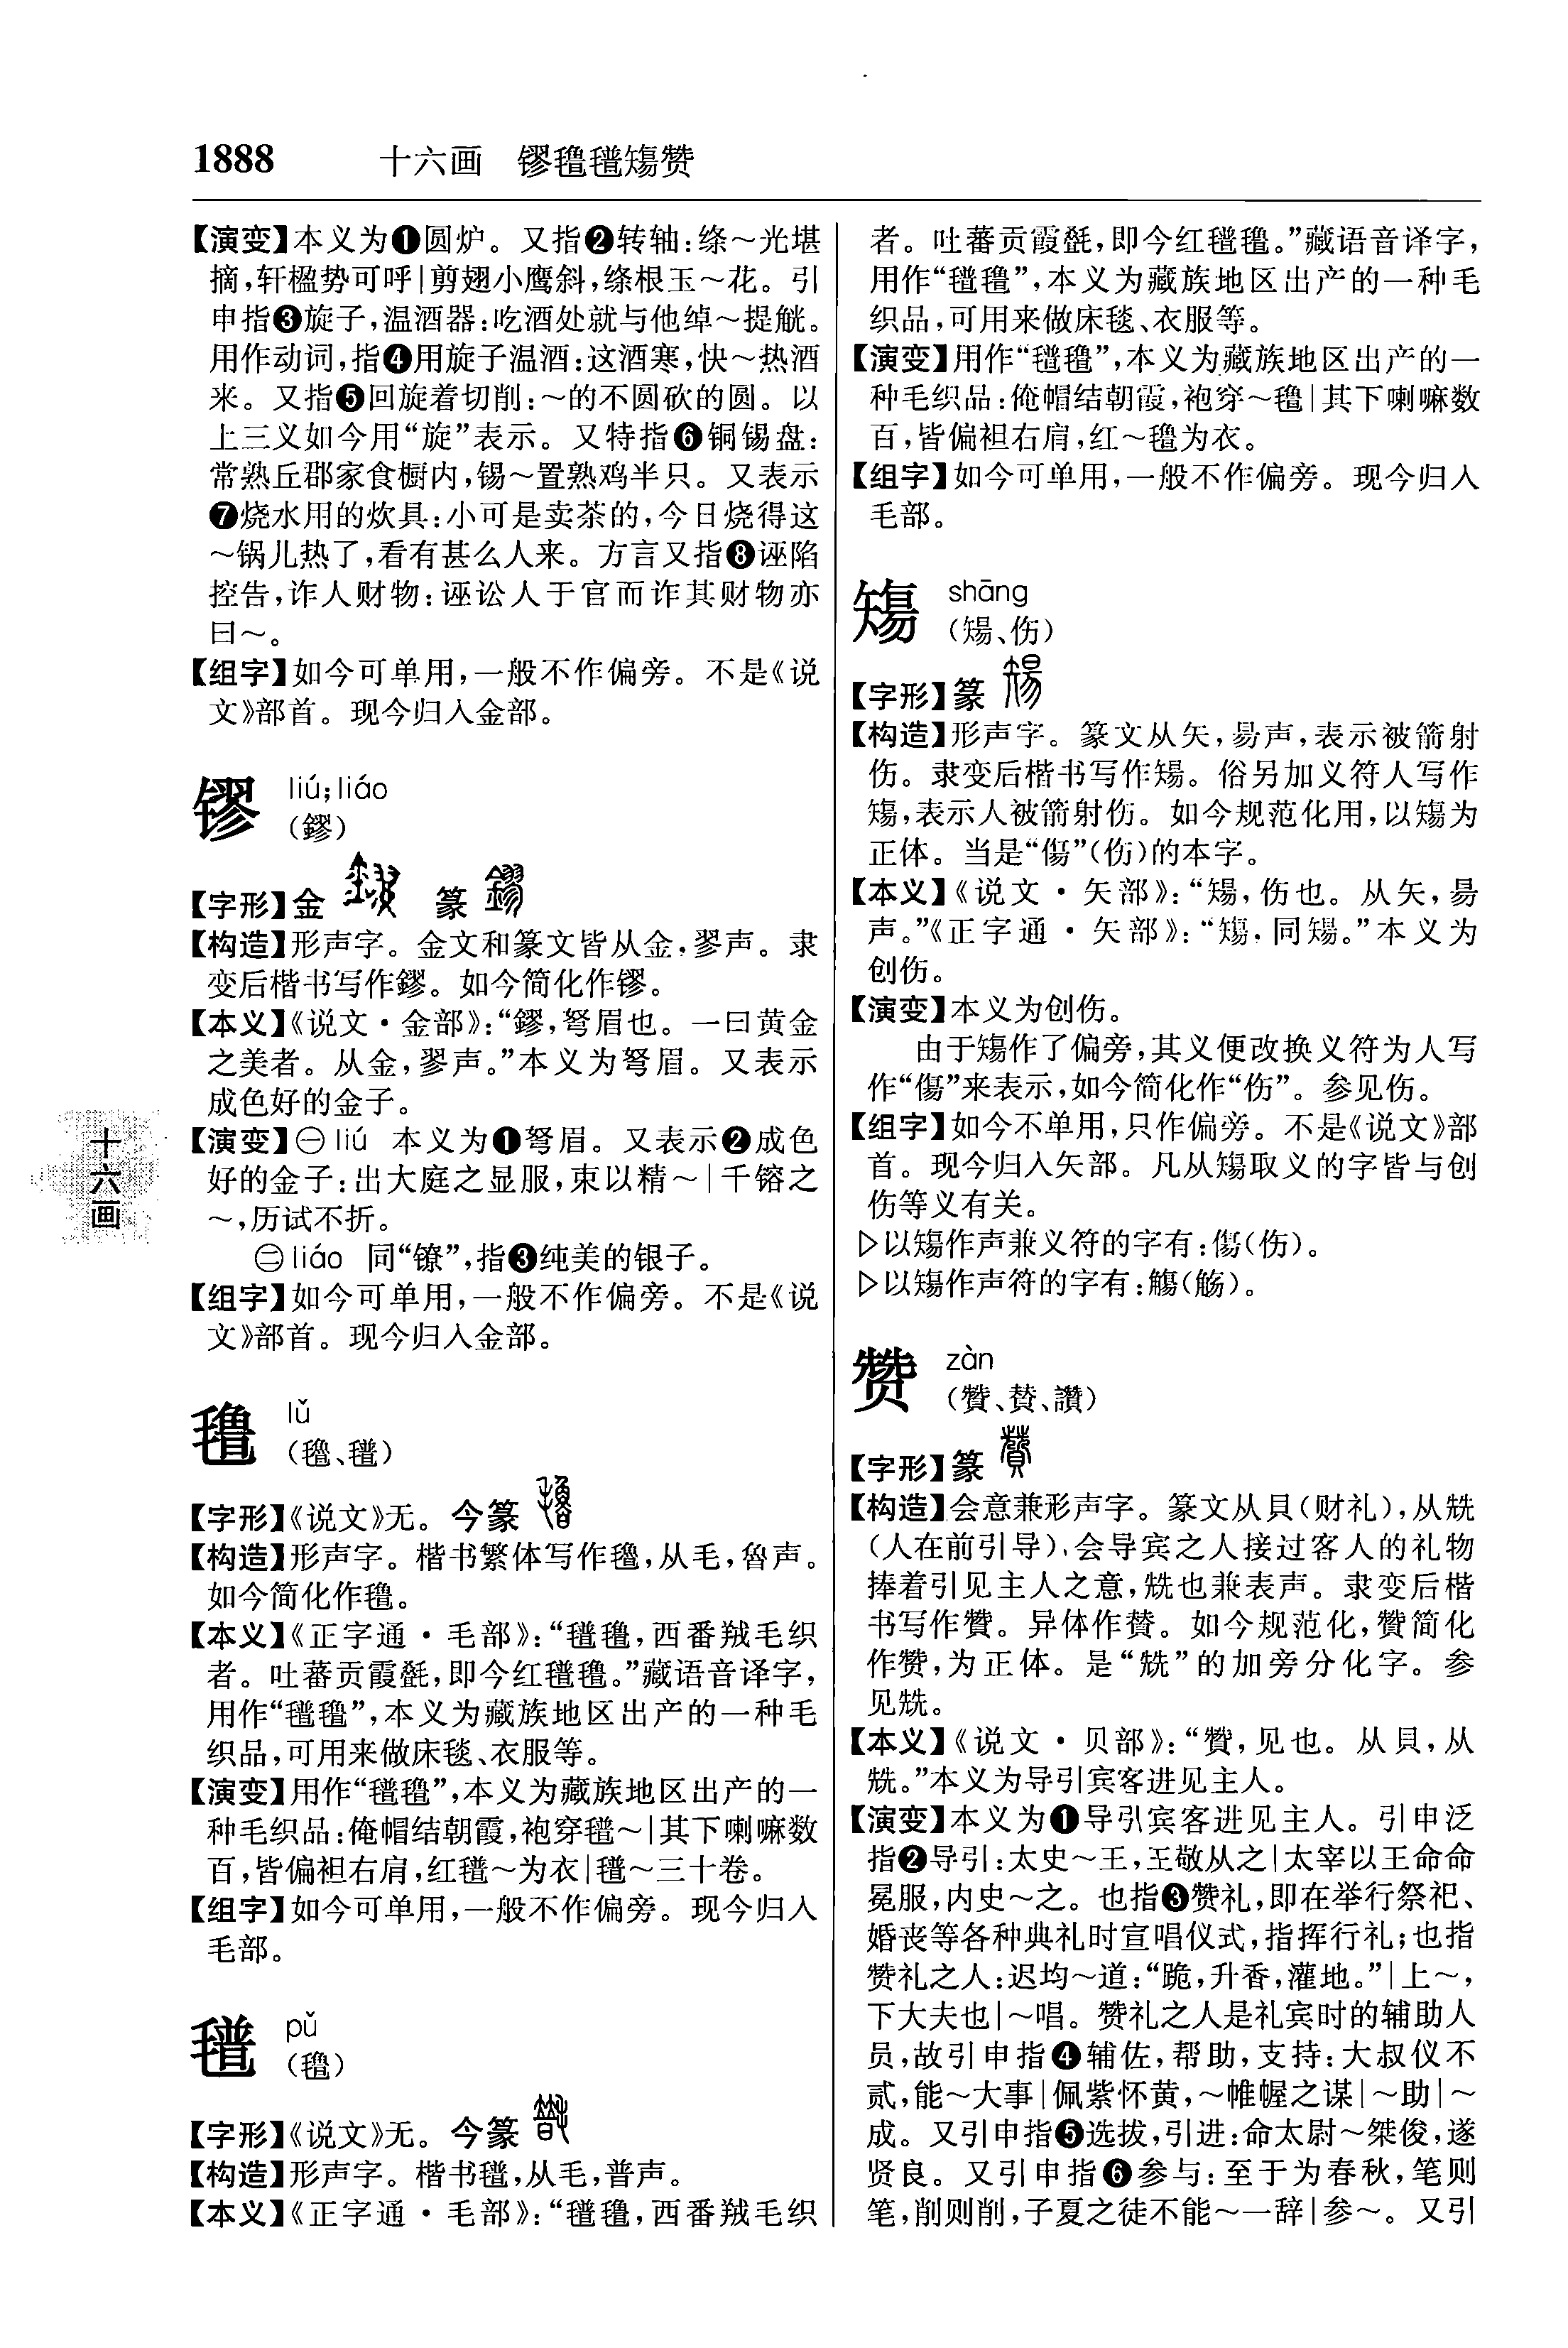 1888 十六画 镠氇氆𥏻赞
【演变】本义为❶圆炉。又指❷转轴:绦～光堪
摘,轩楹势可呼|剪翅小鹰斜,绦根玉～花。引
申指❸旋子,温酒器:吃酒处就与他绰～提觥。
用作动词,指❹用旋子温酒:这酒寒,快～热酒
来。又指❺回旋着切削:～的不圆砍的圆。以
上三义如今用“旋”表示。又特指❻铜锡盘:
常熟丘郡家食橱内,锡～置熟鸡半只。又表示
❼烧水用的炊具:小可是卖茶的,今日烧得这
～锅儿热了,看有甚么人来。方言又指❽诬陷
控告,诈人财物:诬讼人于官而诈其财物亦
曰～。
【组字】如今可单用,一般不作偏旁。不是《说
文》部首。现今归入金部。
镠 liú;liáo
(鏐)
【字形】金 篆
【构造】形声字。金文和篆文皆从金,翏声。隶
变后楷书写作鏐。如今简化作镠。
【本义】《说文·金部》:“鏐,弩眉也。一曰黄金
之美者。从金,翏声。”本义为弩眉。又表示
成色好的金子。
【演变】㊀liú 本义为❶弩眉。又表示❷成色
好的金子:出大庭之显服,束以精～|千镕之
～,历试不折。
㊁liáo 同“镣”,指❸纯美的银子。
【组字】如今可单用,一般不作偏旁。不是《说
文》部首。现今归入金部。
氇 lǔ
(氌、氆)
【字形】《说文》无。今篆
【构造】形声字。楷书繁体写作氌,从毛,魯声。
如今简化作氇。
【本义】《正字通·毛部》:“氆氌,西番羢毛织
者。吐蕃贡霞氎,即今红氆氌。”藏语音译字,
用作“氆氇”,本义为藏族地区出产的一种毛
织品,可用来做床毯、衣服等。
【演变】用作“氆氇”,本义为藏族地区出产的一
种毛织品:俺帽结朝霞,袍穿氆～|其下喇嘛数
百,皆偏袒右肩,红氆～为衣|氆～三十卷。
【组字】如今可单用,一般不作偏旁。现今归入
毛部。
氆 pǔ
(氌)
【字形】《说文》无。今篆
【构造】形声字。楷书氆,从毛,普声。
【本义】《正字通·毛部》:“氆氌,西番羢毛织
者。吐蕃贡霞氎,即今红氆氌。”藏语音译字,
用作“氆氇”,本义为藏族地区出产的一种毛
织品,可用来做床毯、衣服等。
【演变】用作“氆氇”,本义为藏族地区出产的一
种毛织品:俺帽结朝霞,袍穿～氇|其下喇嘛数
百,皆偏袒右肩,红～氇为衣。
【组字】如今可单用,一般不作偏旁。现今归入
毛部。
𥏻 shāng
(𥏫、伤)
【字形】篆
【构造】形声字。篆文从矢,昜声,表示被箭射
伤。隶变后楷书写作𥏫。俗另加义符人写作
𥏻,表示人被箭射伤。如今规范化用,以𥏻为
正体。当是“傷”(伤)的本字。
【本义】《说文·矢部》:“𥏫,伤也。从矢,昜
声。”《正字通·矢部》:“𥏻,同𥏫。”本义为
创伤。
【演变】本义为创伤。
由于𥏻作了偏旁,其义便改换义符为人写
作“傷”来表示,如今简化作“伤”。参见伤。
【组字】如今不单用,只作偏旁。不是《说文》部
首。现今归入矢部。凡从𥏻取义的字皆与创
伤等义有关。
▷以𥏻作声兼义符的字有:傷(伤)。
▷以𥏻作声符的字有:觴(觞)。
赞 zàn
(贊、賛、讚)
【字形】篆
【构造】会意兼形声字。篆文从貝(财礼),从兟
(人在前引导),会导宾之人接过客人的礼物
捧着引见主人之意,兟也兼表声。隶变后楷
书写作贊。异体作賛。如今规范化,贊简化
作赞,为正体。是“兟”的加旁分化字。参
见兟。
【本义】《说文·贝部》:“贊,见也。从貝,从
兟。”本义为导引宾客进见主人。
【演变】本义为❶导引宾客进见主人。引申泛
指❷导引:太史～王,王敬从之|太宰以王命命
冕服,内史～之。也指❸赞礼,即在举行祭祀、
婚丧等各种典礼时宣唱仪式,指挥行礼;也指
赞礼之人:迟均～道:“跪,升香,灌地。”|上～,
下大夫也|～唱。赞礼之人是礼宾时的辅助人
员,故引申指❹辅佐,帮助,支持:大叔仪不
贰,能～大事|佩紫怀黄,～帷幄之谋|～助|～
成。又引申指❺选拔,引进:命太尉～桀俊,遂
贤良。又引申指❻参与:至于为春秋,笔则
笔,削则削,子夏之徒不能～一辞|参～。又引
十六画